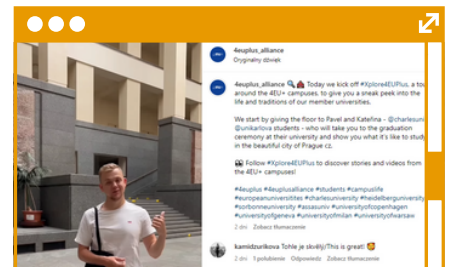 4euplus_alliance
Oryginalny dźwięk
4euplus_alliance 🔍🏫 Today we kick off #Xplore4EUPlus, a tou
around the 4EU+ campuses, to give you a sneak peek into the
life and traditions of our member universities.
We start by giving the floor to Pavel and Kateřina - @charlesuni
@unikarlova students - who will take you to the graduation
ceremony at their university and show you what it's like to study
in the beautiful city of Prague cz.
👀 Follow #Xplore4EUPlus to discover stories and videos from
the 4EU+ campuses!
#4euplus #4euplusalliance #students #campuslife
#europeanuniversitites #charlesuniversity #heidelberguniversity
#sorbonneuniversity #assasuniv #universityofcopenhagen
#universityofgeneva #universityofmilan #universityofwarsaw
2 dni Zobacz tłumaczenie
kamidzurikova Tohle je skvělý/This is great! 🥰
2 dni 1 polubienie Odpowiedz Zobacz tłumaczenie